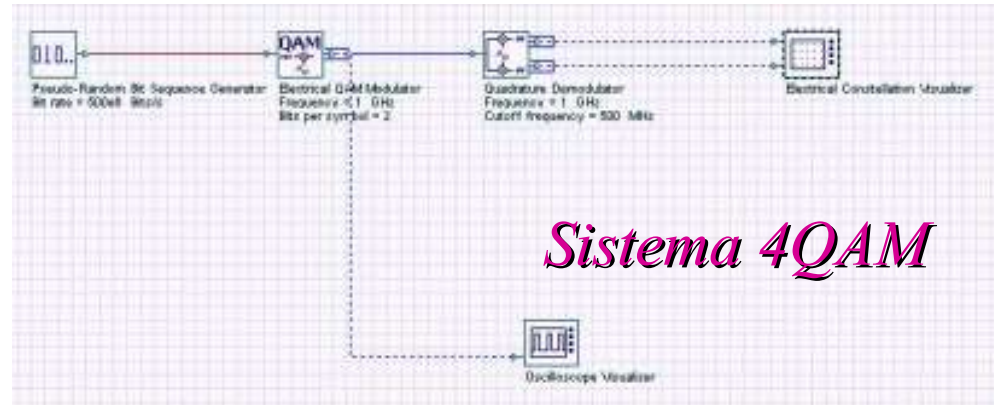 010..
QAM
Pseudo-Random Bit Sequence Generator
Bit rate = 500e6 Bits/s
Electrical QAM Modulator
Frequency = 1 GHz
Bits per symbol = 2
Quadrature Demodulator
Frequency = 1 GHz
Cutoff frequency = 500 MHz
Electrical Constellation Visualizer
Sistema 4QAM
Oscilloscope Visualizer